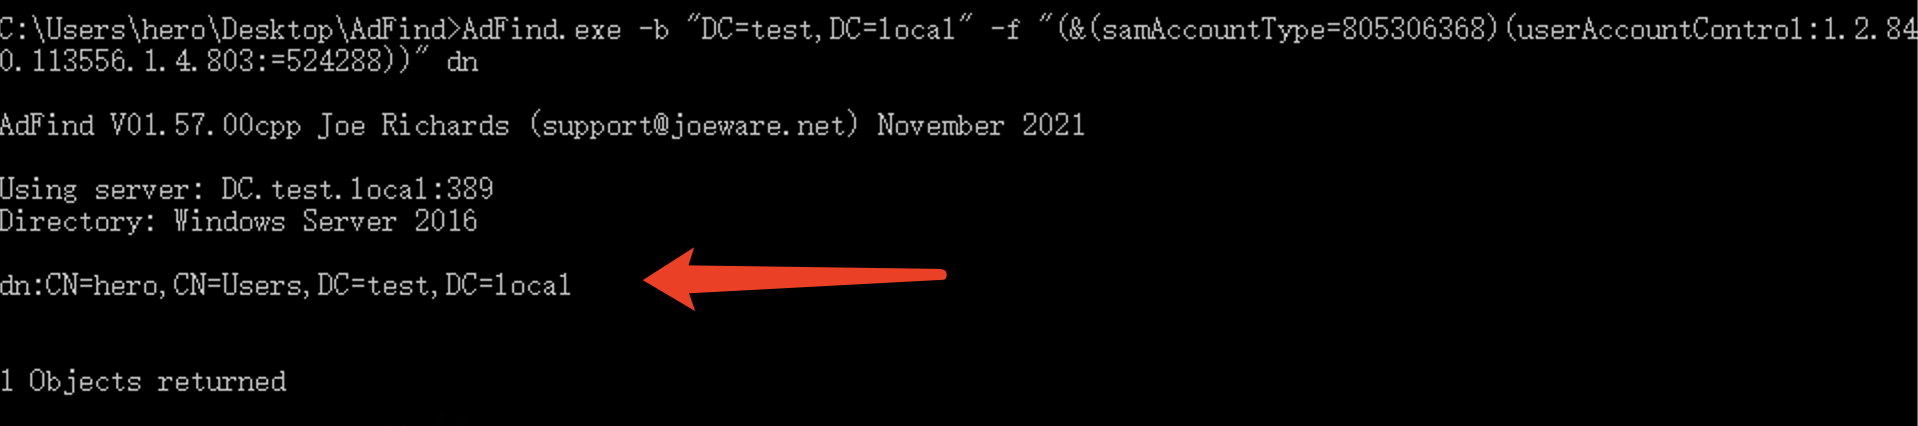 C:\Users\hero\Desktop\AdFind>AdFind.exe -b "DC=test,DC=local" -f "(&(samAccountType=805306368)(userAccountControl:1.2.84
0.113556.1.4.803:=524288))" dn
AdFind V01.57.00cpp Joe Richards (support@joeware.net) November 2021
Using server: DC.test.local:389
Directory: Windows Server 2016
dn:CN=hero,CN=Users,DC=test,DC=local
1 Objects returned